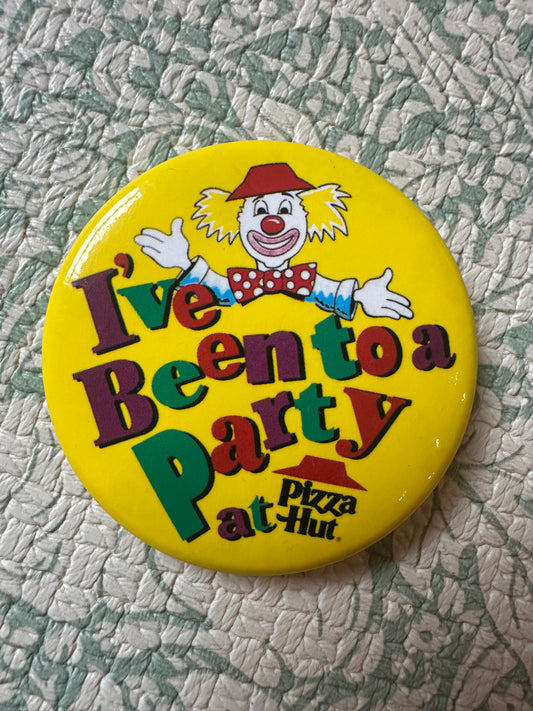 I've
Been to a
Party
at Pizza
Hut®